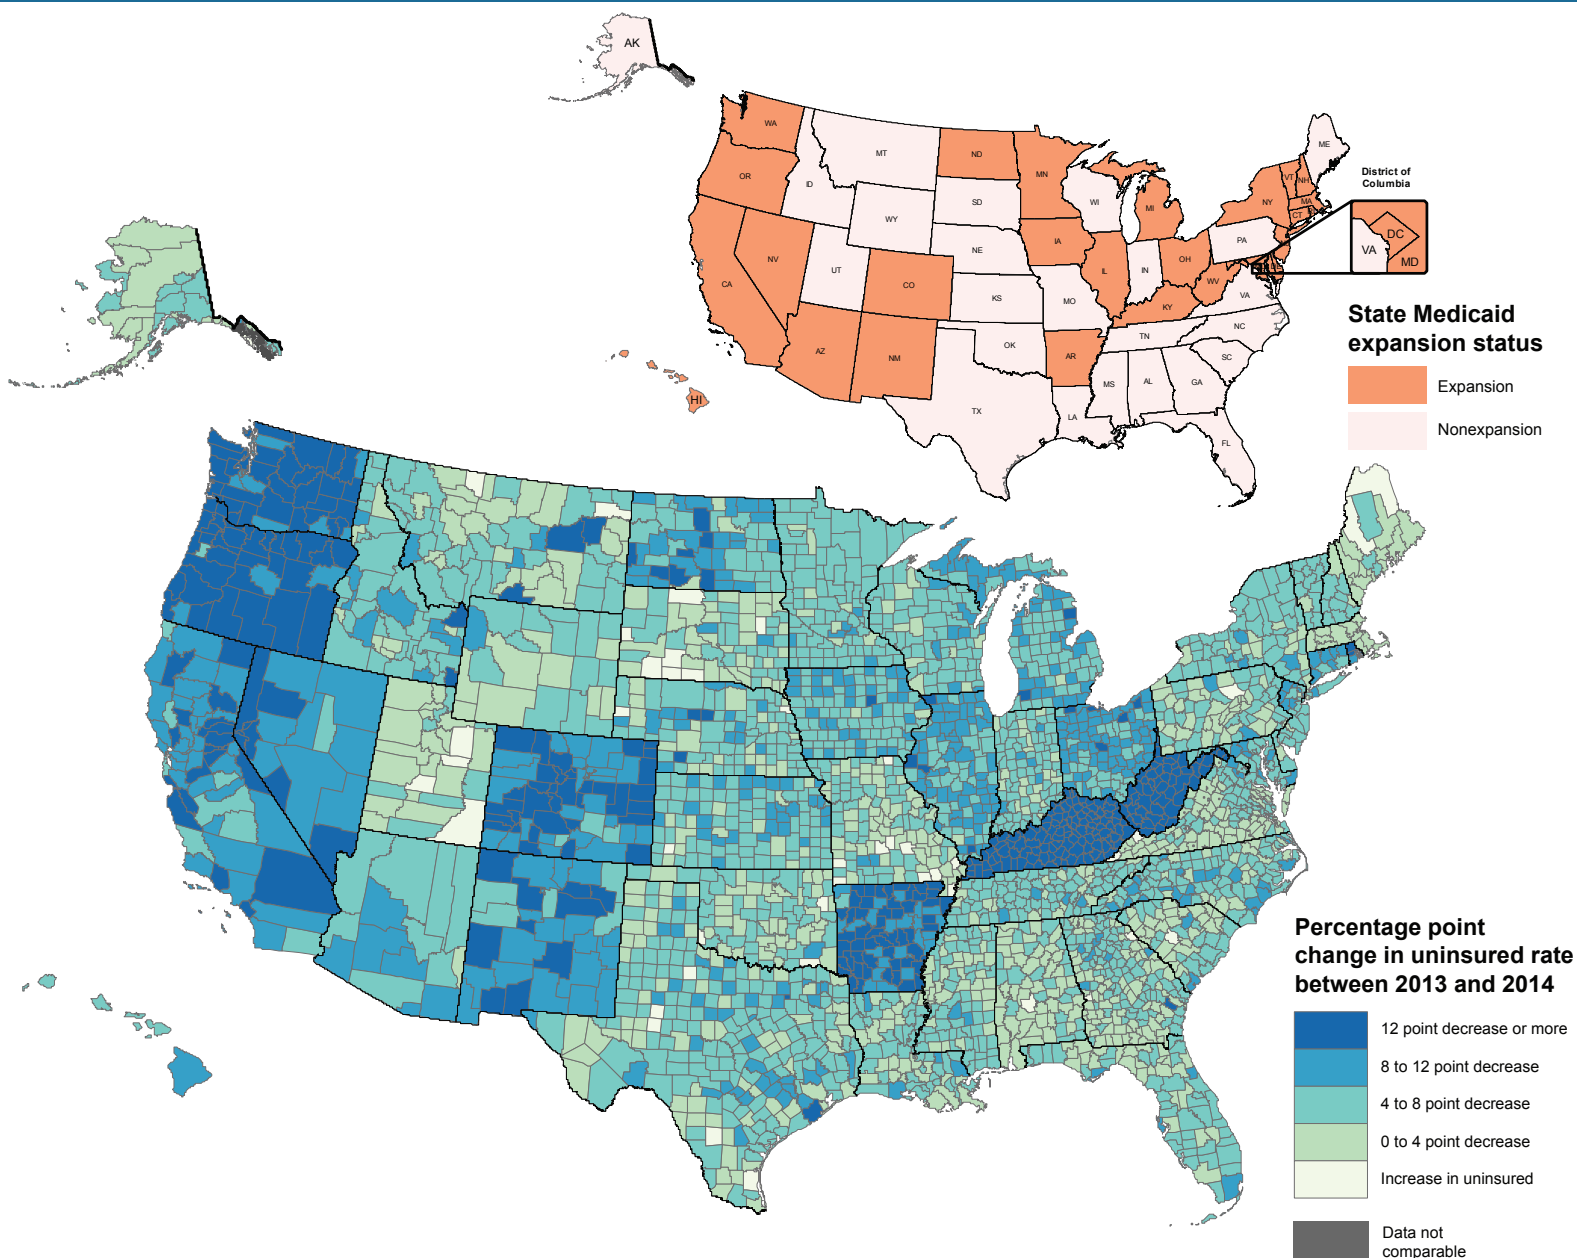 AK
WA
MT
ND
MN
ME
OR
ID
SD
WI
MI
NY
VT
NH
MA
CT
District of
Columbia
WY
NE
IA
PA
DC
VA
MD
NV
UT
CO
IL
IN
OH
WV
CA
KS
MO
KY
VA
AZ
NM
OK
AR
TN
NC
SC
MS
AL
GA
TX
LA
FL
HI
State Medicaid
expansion status
Expansion
Nonexpansion
Percentage point
change in uninsured rate
between 2013 and 2014
12 point decrease or more
8 to 12 point decrease
4 to 8 point decrease
0 to 4 point decrease
Increase in uninsured
Data not
comparable